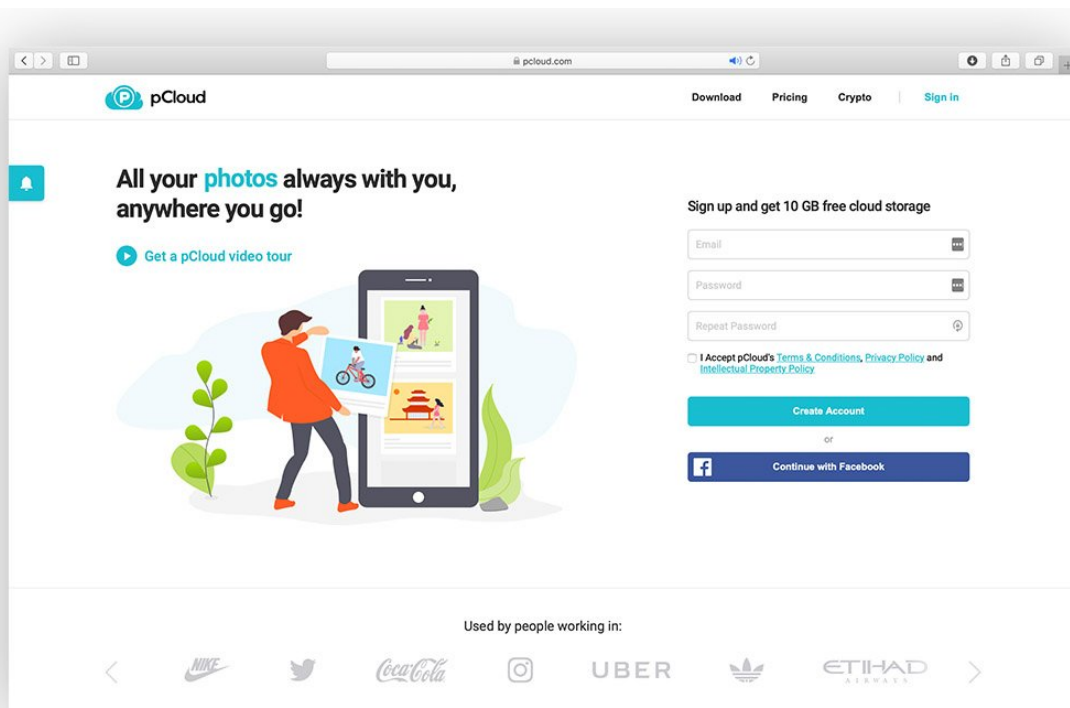 pcloud.com
P pCloud
Download Pricing Crypto Sign in
All your photos always with you,
anywhere you go!
Get a pCloud video tour
Sign up and get 10 GB free cloud storage
Email
Password
Repeat Password
I Accept pCloud's Terms & Conditions, Privacy Policy and
Intellectual Property Policy
Create Account
or
f Continue with Facebook
Used by people working in:
NIKE Coca-Cola UBER ETIHAD
AIRWAYS